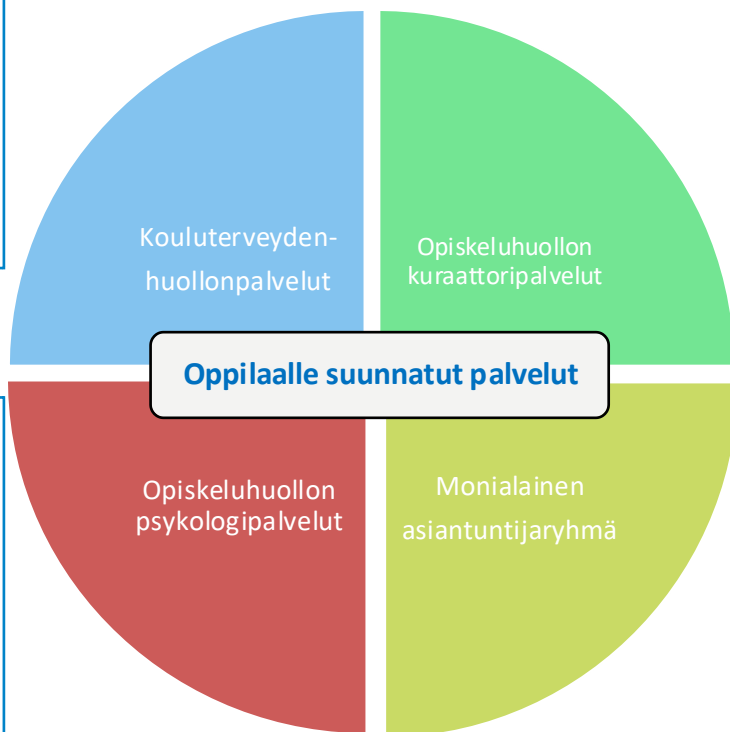 Kouluterveyden-
huollonpalvelut
Opiskeluhuollon
kuraattoripalvelut
Oppilaalle suunnatut palvelut
Opiskeluhuollon
psykologipalvelut
Monialainen
asiantuntijaryhmä